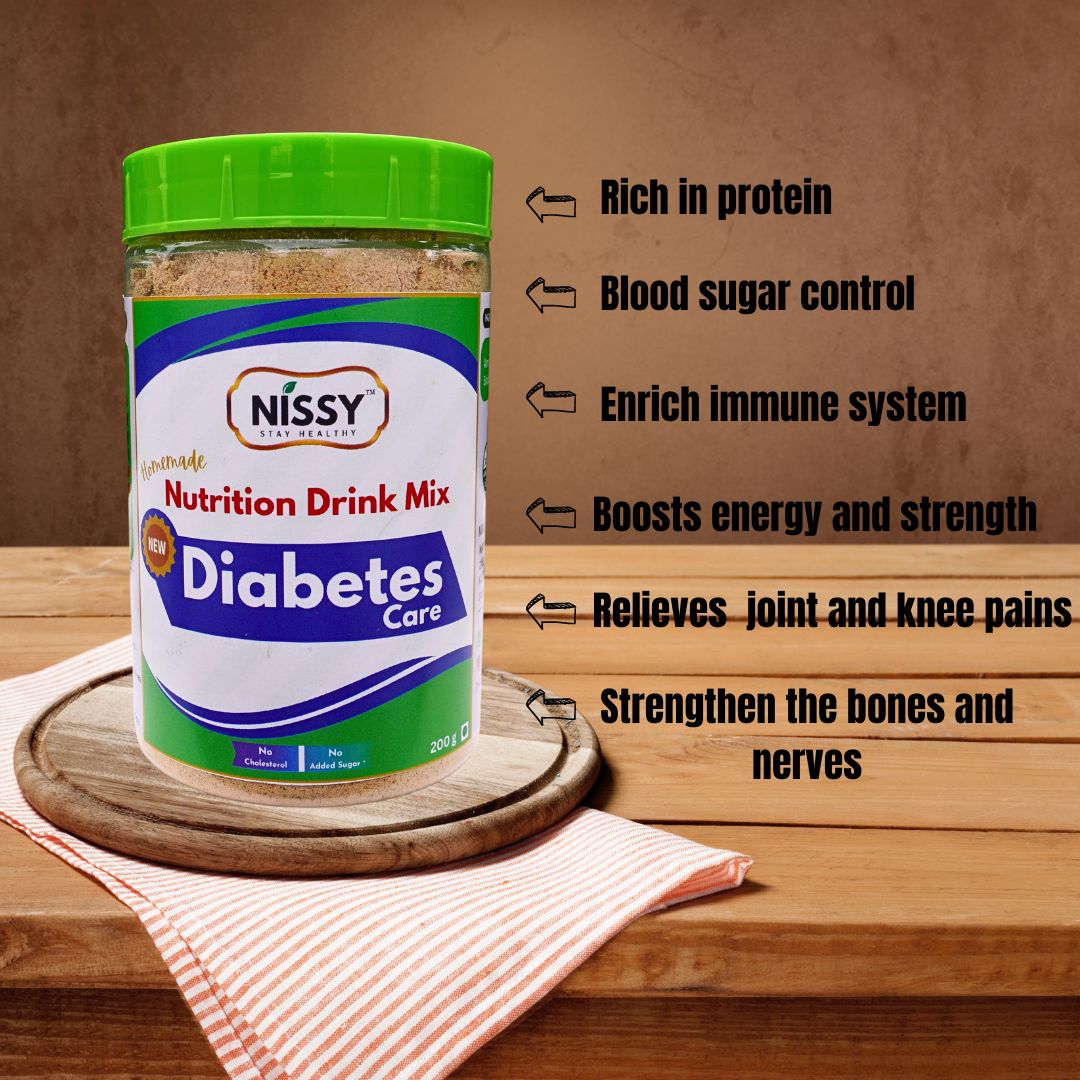 NISSY™
STAY HEALTHY
Homemade
Nutrition Drink Mix
NEW
Diabetes
Care
No
Cholesterol
No
Added Sugar*
200 g
Rich in protein
Blood sugar control
Enrich immune system
Boosts energy and strength
Relieves joint and knee pains
Strengthen the bones and
nerves